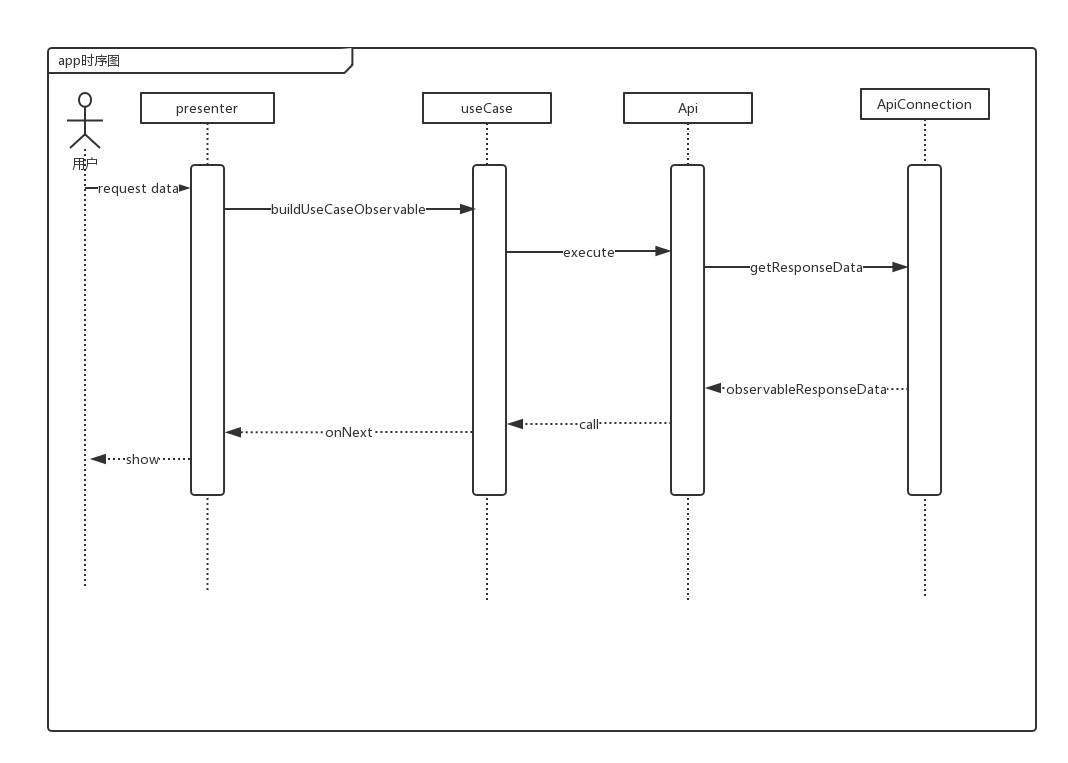 app时序图
presenter
useCase
Api
ApiConnection
用户
request data
buildUseCaseObservable
execute
getResponseData
observableResponseData
call
onNext
show